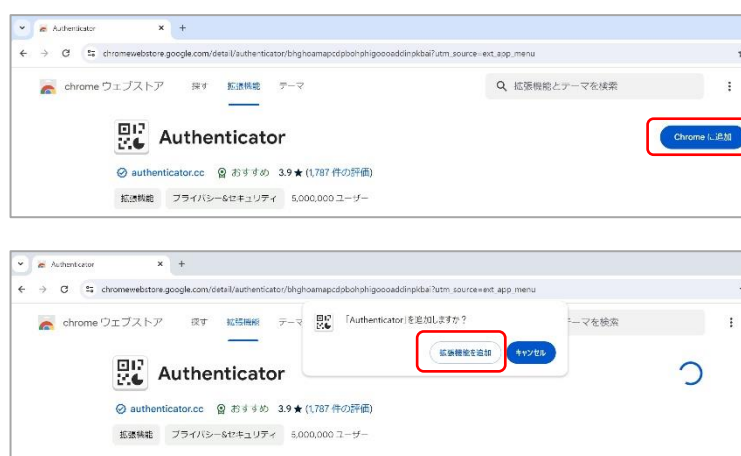 Authenticator
chromewebstore.google.com/detail/authenticator/bhghoamapcdpbohphigoooaddinpkbai?utm_source=ext_app_menu
chrome ウェブストア 探す 拡張機能 テーマ 拡張機能とテーマを検索
Authenticator Chrome に追加
authenticator.cc おすすめ 3.9★(1,787 件の評価)
拡張機能 プライバシー&セキュリティ 5,000,000 ユーザー
Authenticator
chromewebstore.google.com/detail/authenticator/bhghoamapcdpbohphigoooaddinpkbai?utm_source=ext_app_menu
chrome ウェブストア 探す 拡張機能 テーマ ーマを検索
「Authenticator」を追加しますか?
拡張機能を追加 キャンセル
Authenticator
authenticator.cc おすすめ 3.9★(1,787 件の評価)
拡張機能 プライバシー&セキュリティ 5,000,000 ユーザー